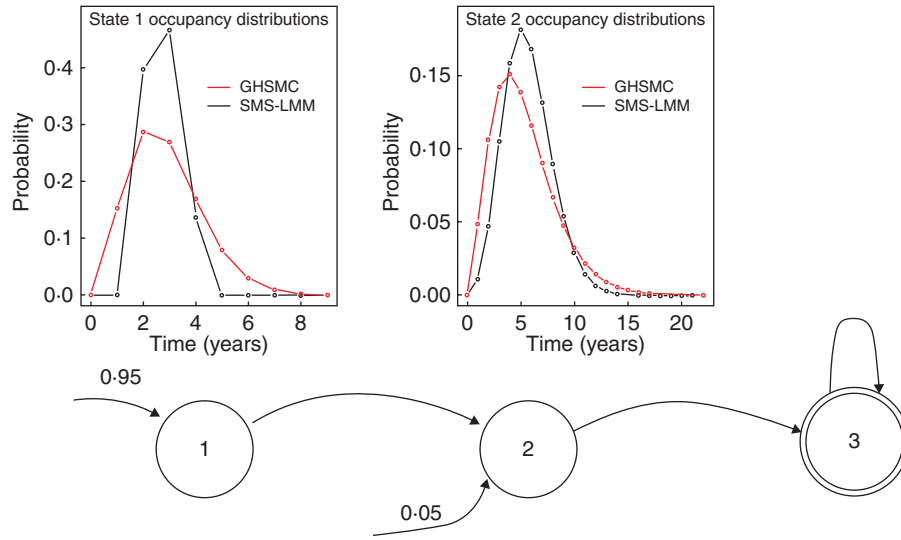 State 1 occupancy distributions
GHSMC
SMS-LMM
Probability
0·4
0·3
0·2
0·1
0·0
0 2 4 6 8
Time (years)
State 2 occupancy distributions
GHSMC
SMS-LMM
Probability
0·15
0·10
0·05
0·00
0 5 10 15 20
Time (years)
0·95
1
2
3
0·05